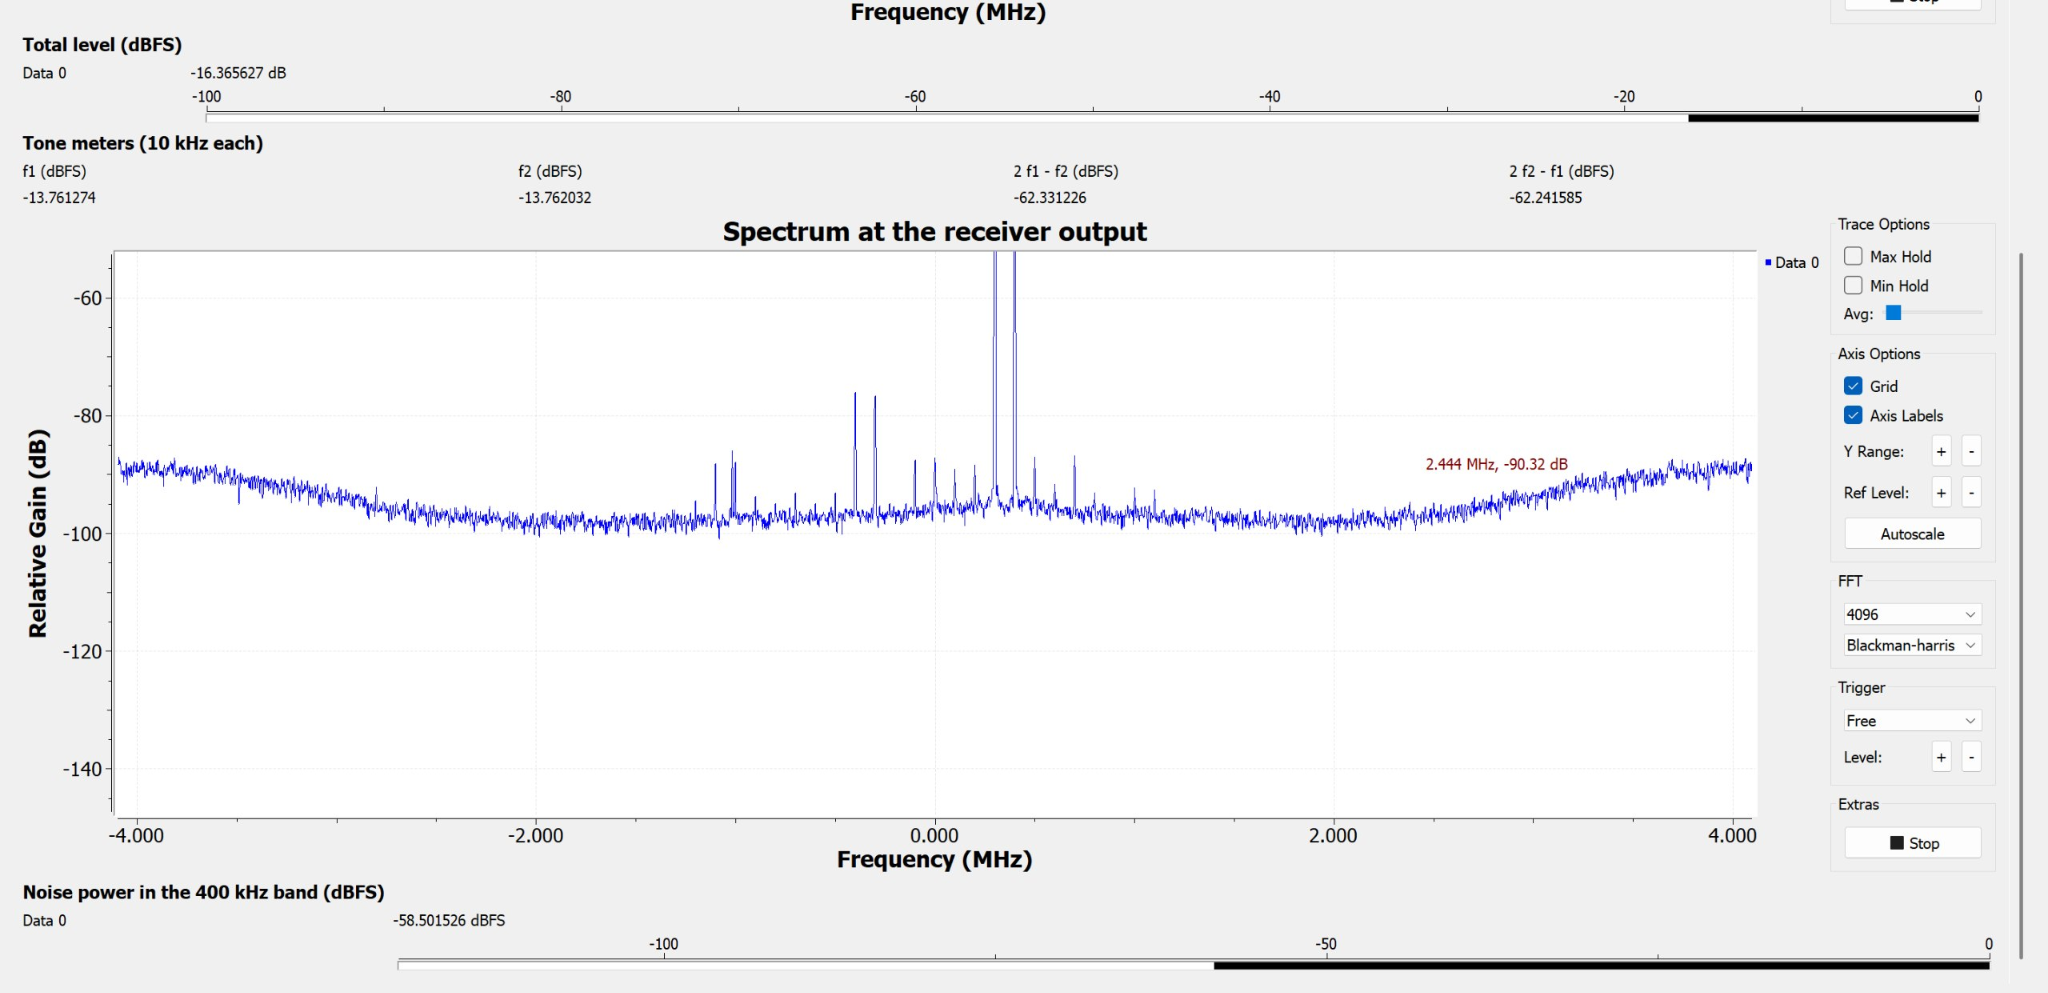 Frequency (MHz)
Stop
Total level (dBFS)
Data 0 -16.365627 dB
-100 -80 -60 -40 -20 0
Tone meters (10 kHz each)
f1 (dBFS) f2 (dBFS) 2 f1 - f2 (dBFS) 2 f2 - f1 (dBFS)
-13.761274 -13.762032 -62.331226 -62.241585
Spectrum at the receiver output
Data 0
-60
-80
-100
-120
-140
Relative Gain (dB)
2.444 MHz, -90.32 dB
-4.000 -2.000 0.000 2.000 4.000
Frequency (MHz)
Trace Options
Max Hold
Min Hold
Avg:
Axis Options
Grid
Axis Labels
Y Range: + -
Ref Level: + -
Autoscale
FFT
4096
Blackman-harris
Trigger
Free
Level: + -
Extras
Stop
Noise power in the 400 kHz band (dBFS)
Data 0 -58.501526 dBFS
-100 -50 0